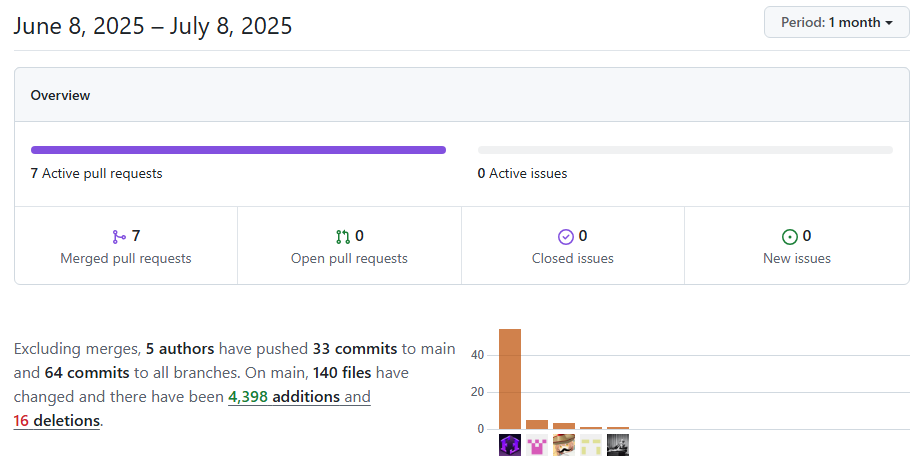 June 8, 2025 – July 8, 2025
Period: 1 month
Overview
7 Active pull requests
0 Active issues
7
Merged pull requests
0
Open pull requests
0
Closed issues
0
New issues
Excluding merges, 5 authors have pushed 33 commits to main
and 64 commits to all branches. On main, 140 files have
changed and there have been 4,398 additions and
16 deletions.
40
20
0